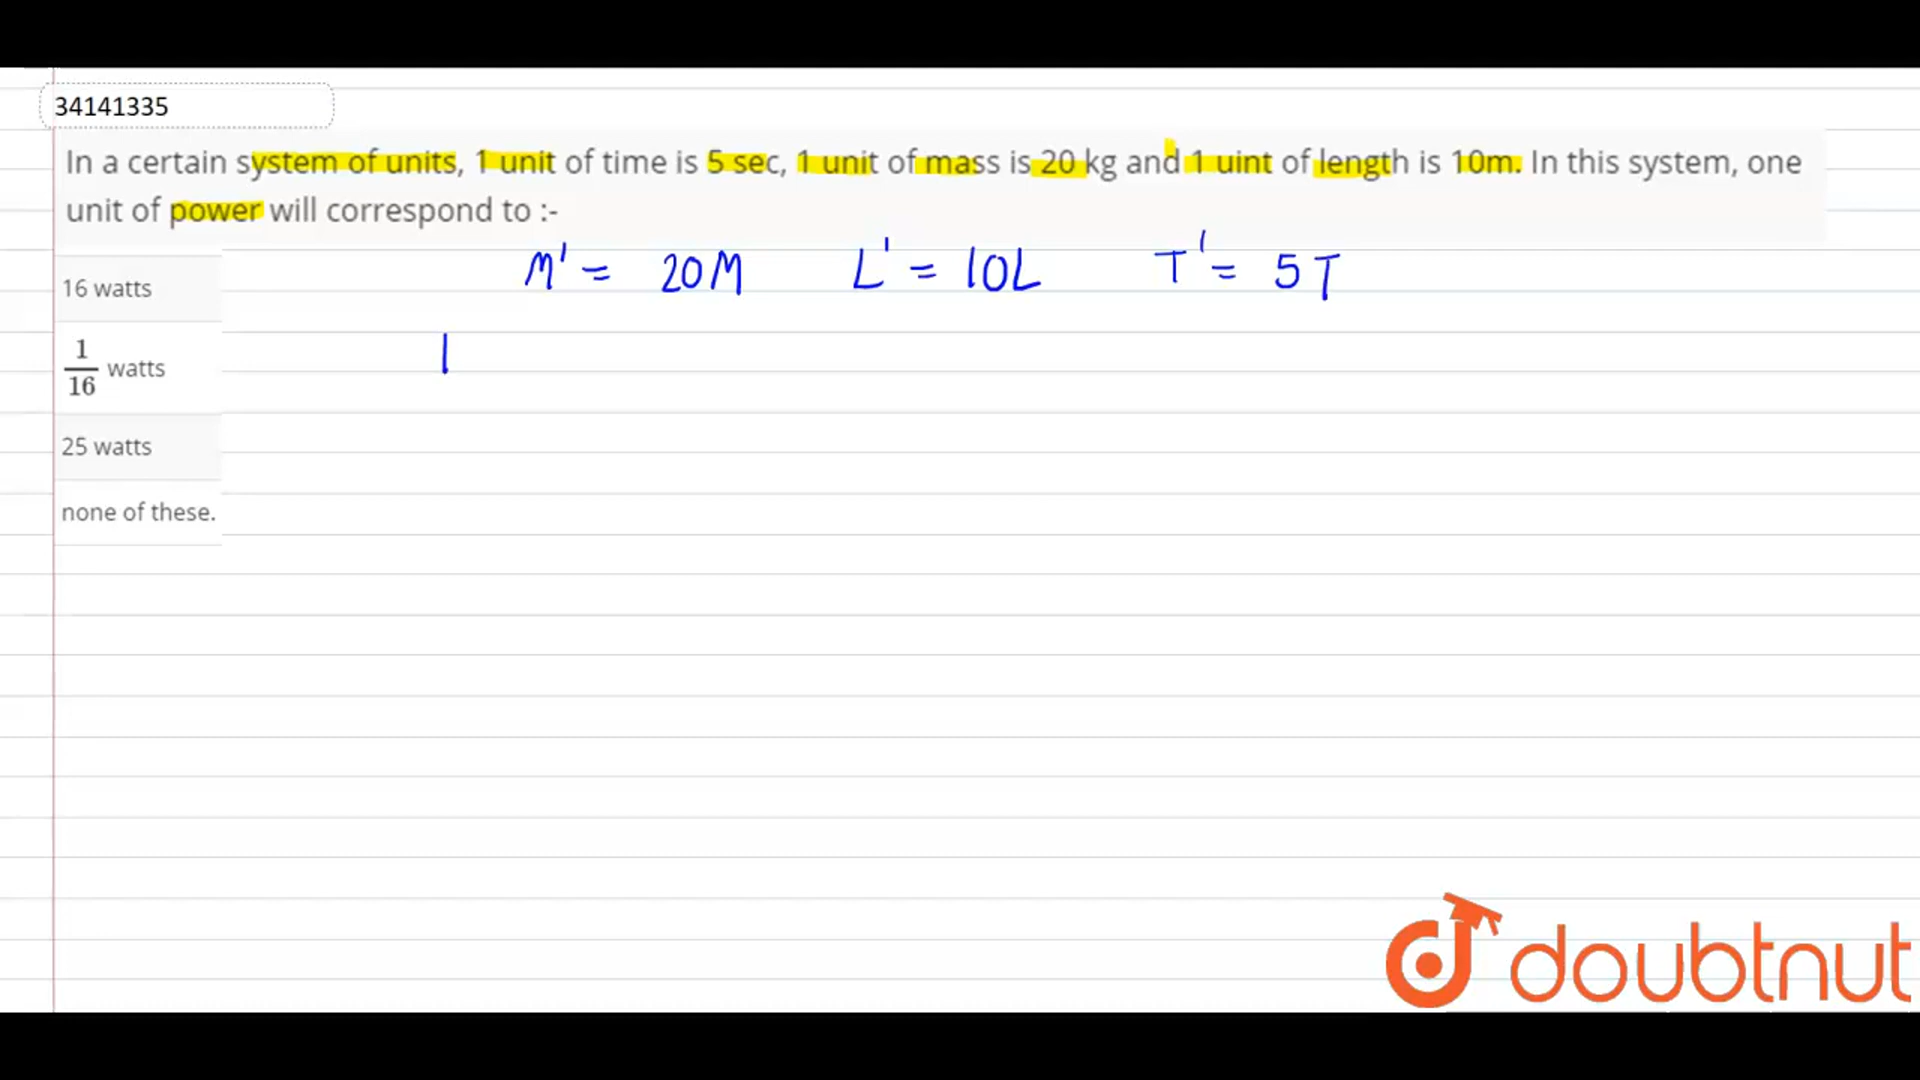 34141335
In a certain system of units, 1 unit of time is 5 sec, 1 unit of mass is 20 kg and 1 uint of length is 10m. In this system, one
unit of power will correspond to :-
M' = 20M L' = 10L T' = 5T
16 watts
1/16 watts
25 watts
none of these.
doubtnut